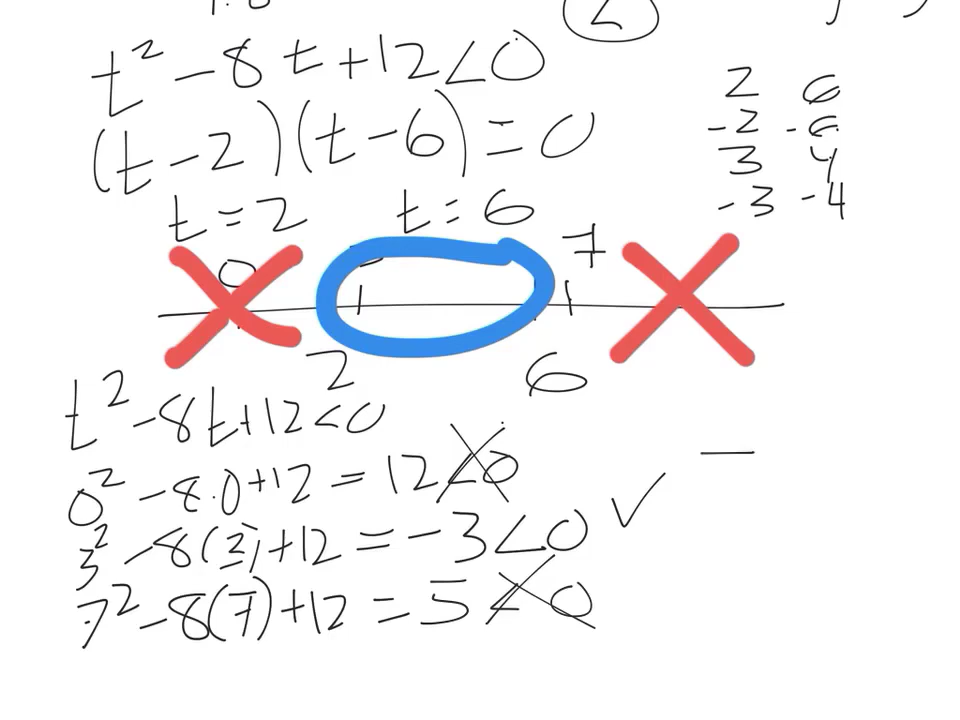 t² - 8t + 12 < 0
(t - 2)(t - 6) = 0
2 6
-2 -6
3 4
-3 -4
t = 2 t = 6
0 7
2 6
t² - 8t + 12 < 0
0² - 8·0 + 12 = 12 < 0
3² - 8(3) + 12 = -3 < 0 ✓
7² - 8(7) + 12 = 5 < 0